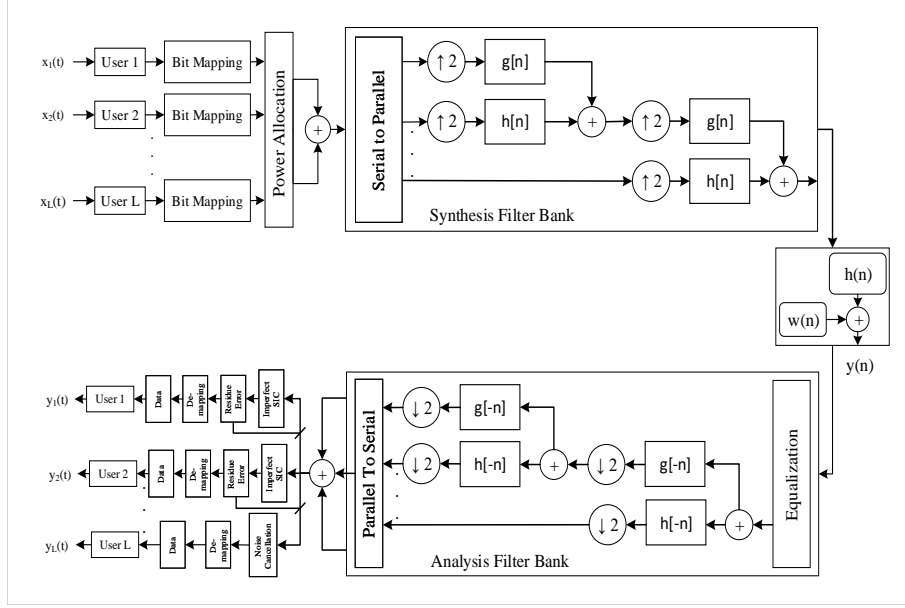 x1(t)
User 1
Bit Mapping
x2(t)
User 2
Bit Mapping
xL(t)
User L
Bit Mapping
Power Allocation
+
Serial to Parallel
↑ 2
g[n]
↑ 2
h[n]
+
↑ 2
g[n]
↑ 2
h[n]
+
Synthesis Filter Bank
h(n)
w(n)
+
y(n)
y1(t)
User 1
Data
De-
mapping
Residue
Error
Imperfect
SIC
y2(t)
User 2
Data
De-
mapping
Residue
Error
Imperfect
SIC
yL(t)
User L
Data
De-
mapping
Noise
Cancellation
+
Parallel To Serial
↓ 2
g[-n]
↓ 2
h[-n]
+
↓ 2
g[-n]
↓ 2
h[-n]
+
Equalization
Analysis Filter Bank